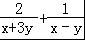 2/(x+3y) + 1/(x-y)